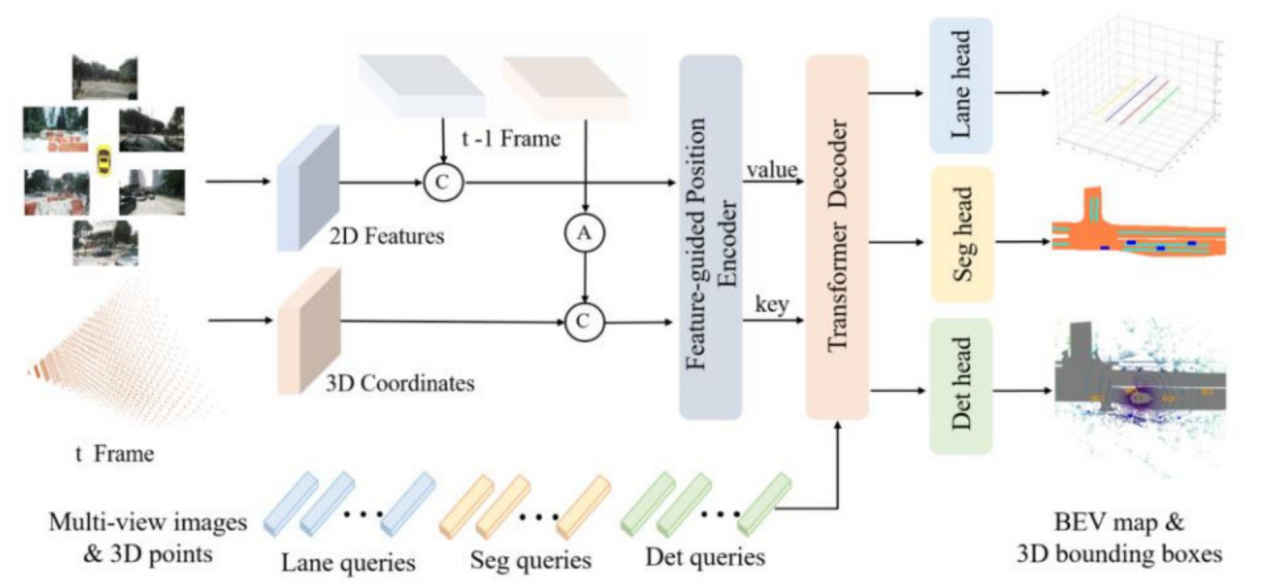 t -1 Frame
C
A
C
2D Features
3D Coordinates
t Frame
Multi-view images
& 3D points
Feature-guided Position
Encoder
value
key
Transformer Decoder
Lane head
Seg head
Det head
Lane queries
Seg queries
Det queries
BEV map &
3D bounding boxes